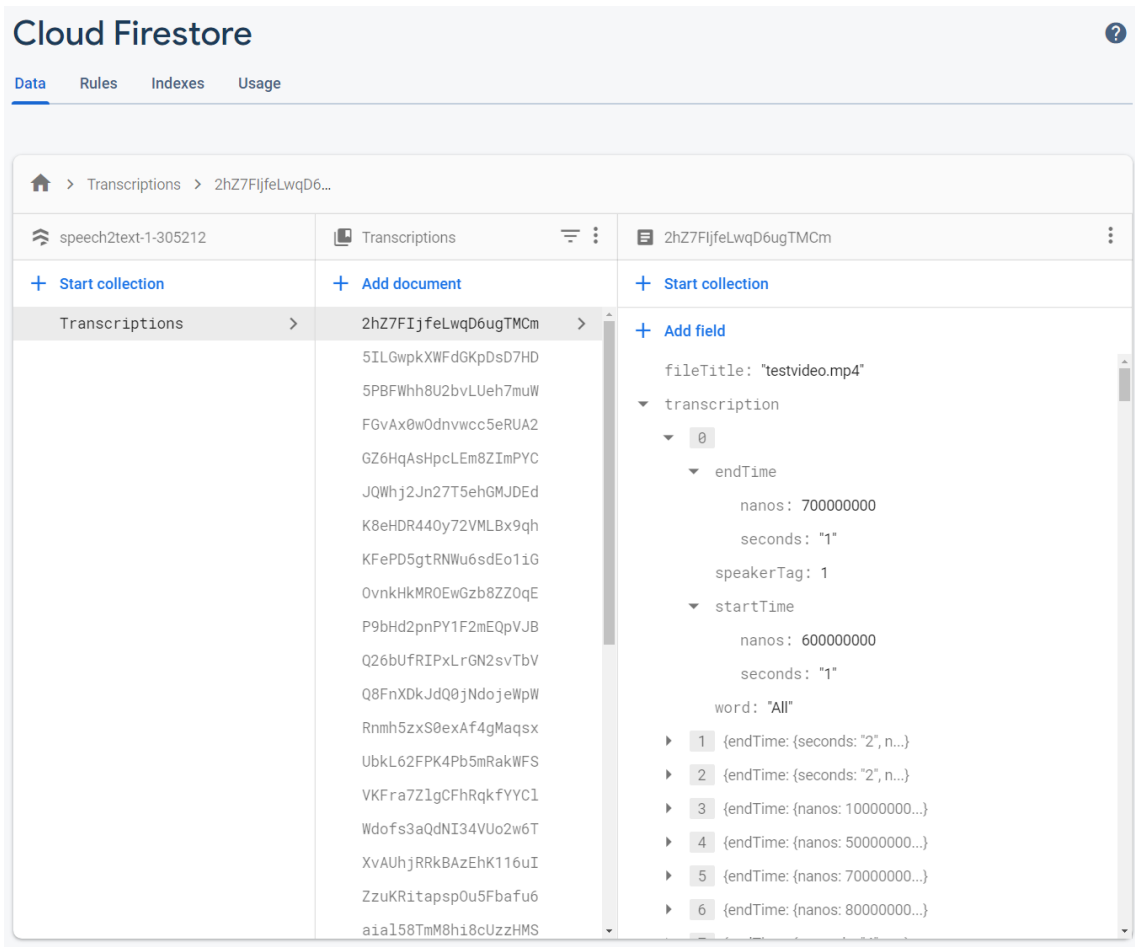 Cloud Firestore
Data Rules Indexes Usage
Transcriptions > 2hZ7FIjfeLwqD6...
speech2text-1-305212
Start collection
Transcriptions
Transcriptions
Add document
2hZ7FIjfeLwqD6ugTMCm
5ILGwpkXWFdGKpDsD7HD
5PBFWhh8U2bvLUeh7muW
FGvAx0wOdnvwcc5eRUA2
GZ6HqAsHpcLEm8ZImPYC
JQWhj2Jn27T5ehGMJDEd
K8eHDR44Oy72VMLBx9qh
KFePD5gtRNWu6sdEo1iG
OvnkHkMROEwGzb8ZZOqE
P9bHd2pnPY1F2mEQpVJB
Q26bUfRIPxLrGN2svTbV
Q8FnXDkJdQ0jNdojeWpW
Rnmh5zxS0exAf4gMaqsx
UbkL62FPK4Pb5mRakWFS
VKFra7ZlgCFhRqkfYYCl
Wdofs3aQdNI34VUo2w6T
XvAUhjRRkBAzEhK116uI
ZzuKRitapspOu5Fbafu6
aial58TmM8hi8cUzzHMS
2hZ7FIjfeLwqD6ugTMCm
Start collection
Add field
fileTitle: "testvideo.mp4"
transcription
0
endTime
nanos: 700000000
seconds: "1"
speakerTag: 1
startTime
nanos: 600000000
seconds: "1"
word: "All"
1 {endTime: {seconds: "2", n...}
2 {endTime: {seconds: "2", n...}
3 {endTime: {nanos: 10000000...}
4 {endTime: {nanos: 50000000...}
5 {endTime: {nanos: 70000000...}
6 {endTime: {nanos: 80000000...}